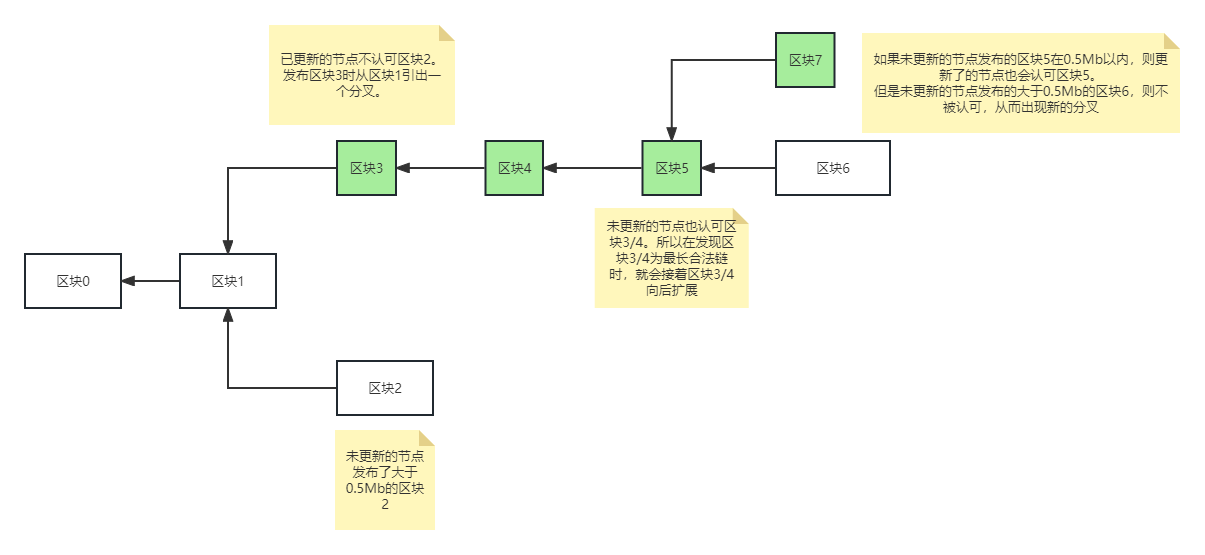 已更新的节点不认可区块2。
发布区块3时从区块1引出一
个分叉。
区块7
如果未更新的节点发布的区块5在0.5Mb以内，则更
新了的节点也会认可区块5。
但是未更新的节点发布的大于0.5Mb的区块6，则不
被认可，从而出现新的分叉
区块3
区块4
区块5
区块6
未更新的节点也认可区
块3/4。所以在发现区
块3/4为最长合法链
时，就会接着区块3/4
向后扩展
区块0
区块1
区块2
未更新的节点
发布了大于
0.5Mb的区块
2